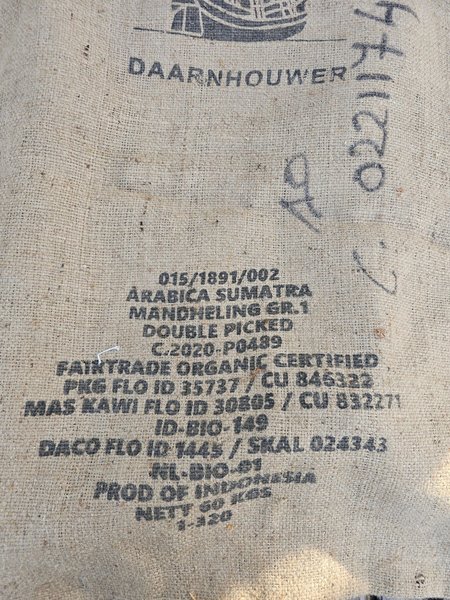 DAARNHOUWER
02211174
015/1891/002
ARABICA SUMATRA
MANDHELING GR.1
DOUBLE PICKED
C.2020-P0489
FAIRTRADE ORGANIC CERTIFIED
PKG FLO ID 35737 / CU 846322
MAS KAWI FLO ID 30805 / CU 832271
ID-BIO-149
DACO FLO ID 1445 / SKAL 024343
NL-BIO-01
PROD OF INDONESIA
NETT 60 KGS
1-320